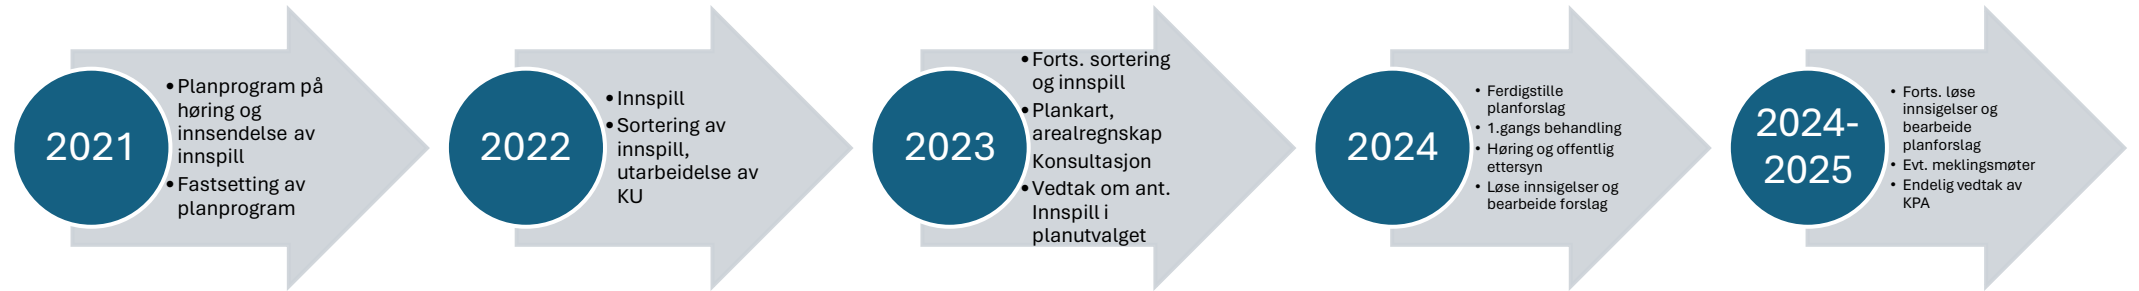 2021
• Planprogram på
høring og
innsendelse av
innspill
• Fastsetting av
planprogram
2022
• Innspill
• Sortering av
innspill,
utarbeidelse av
KU
2023
• Forts. sortering
og innspill
• Plankart,
arealregnskap
Konsultasjon
• Vedtak om ant.
Innspill i
planutvalget
2024
• Ferdigstille
planforslag
• 1.gangs behandling
• Høring og offentlig
ettersyn
• Løse innsigelser og
bearbeide forslag
2024-
2025
• Forts. løse
innsigelser og
bearbeide
planforslag
• Evt. meklingsmøter
• Endelig vedtak av
KPA